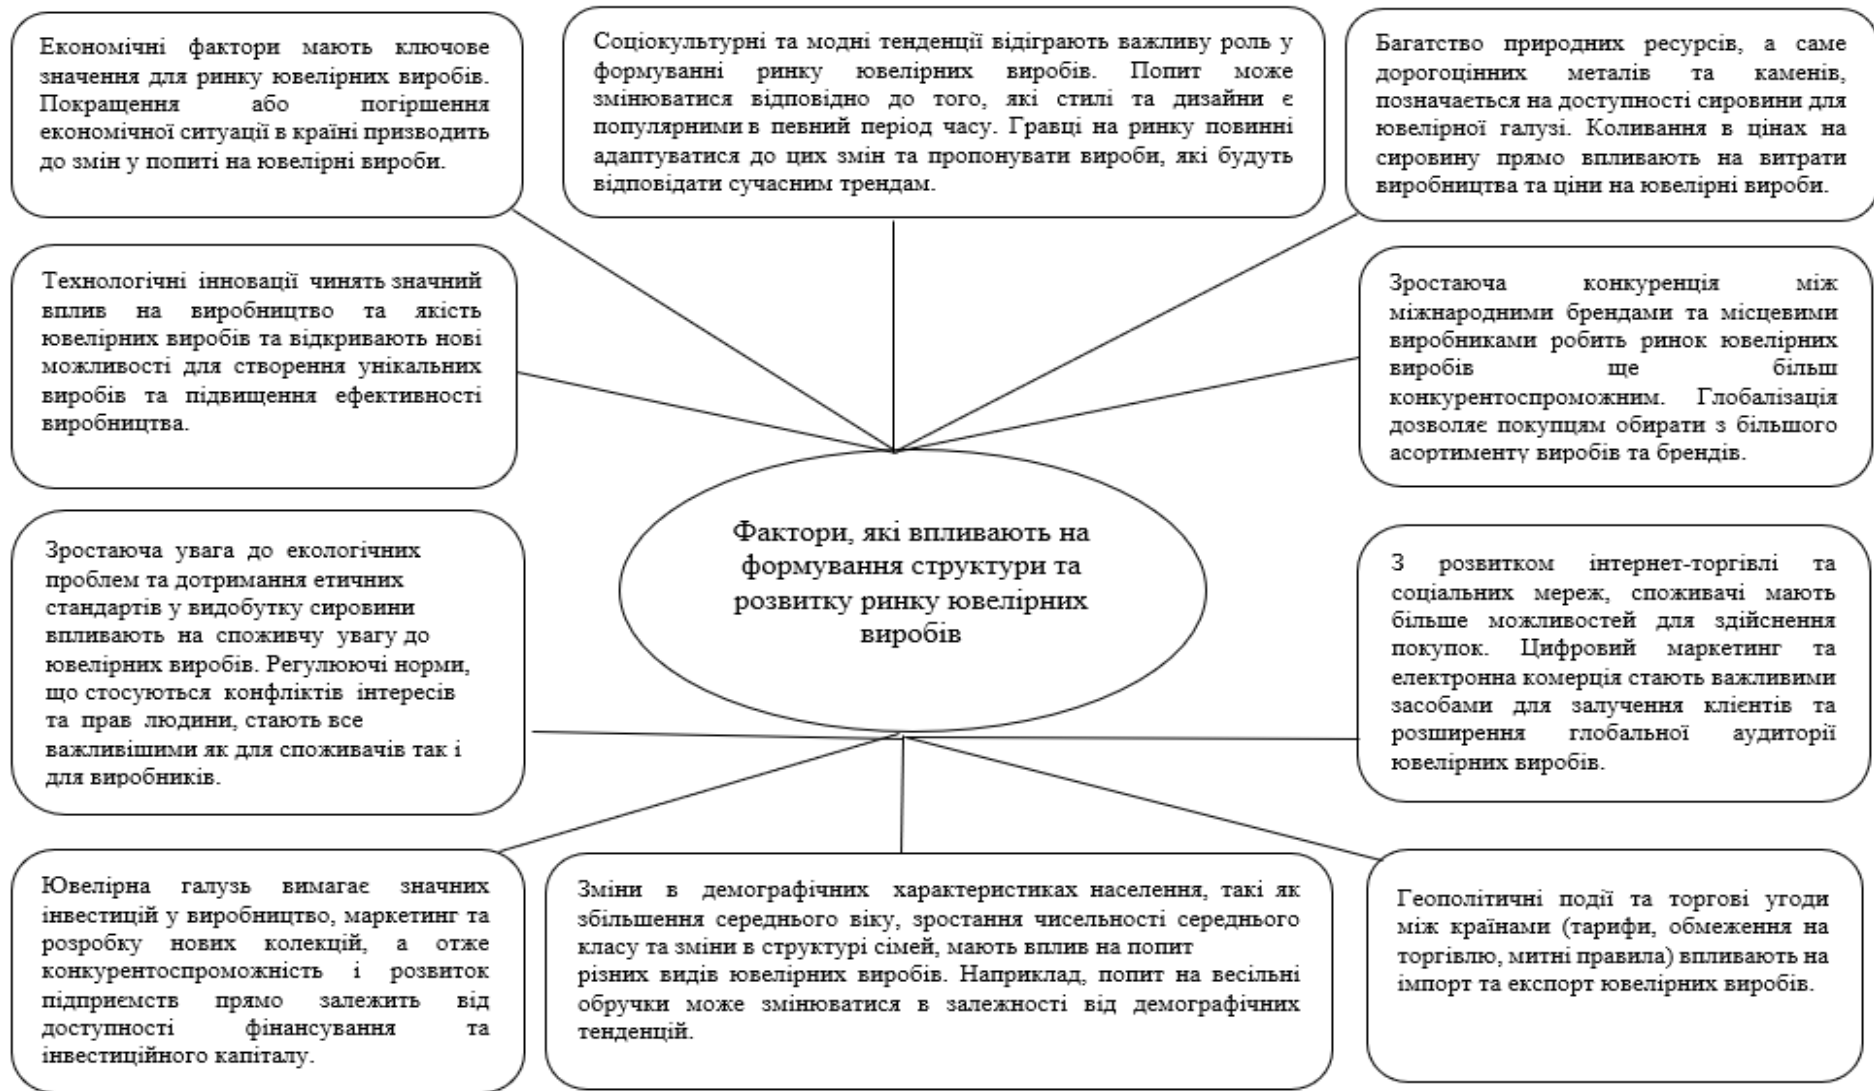 Економічні фактори мають ключове
значення для ринку ювелірних виробів.
Покращення або погіршення
економічної ситуації в країні призводить
до змін у попиті на ювелірні вироби.
Соціокультурні та модні тенденції відіграють важливу роль у
формуванні ринку ювелірних виробів. Попит може
змінюватися відповідно до того, які стилі та дизайни є
популярними в певний період часу. Гравці на ринку повинні
адаптуватися до цих змін та пропонувати вироби, які будуть
відповідати сучасним трендам.
Багатство природних ресурсів, а саме
дорогоцінних металів та каменів,
позначається на доступності сировини для
ювелірної галузі. Коливання в цінах на
сировину прямо впливають на витрати
виробництва та ціни на ювелірні вироби.
Технологічні інновації чинять значний
вплив на виробництво та якість
ювелірних виробів та відкривають нові
можливості для створення унікальних
виробів та підвищення ефективності
виробництва.
Зростаюча конкуренція між
міжнародними брендами та місцевими
виробниками робить ринок ювелірних
виробів ще більш
конкурентоспроможним. Глобалізація
дозволяє покупцям обирати з більшого
асортименту виробів та брендів.
Фактори, які впливають на
формування структури та
розвитку ринку ювелірних
виробів
Зростаюча увага до екологічних
проблем та дотримання етичних
стандартів у видобутку сировини
впливають на споживчу увагу до
ювелірних виробів. Регулюючі норми,
що стосуються конфліктів інтересів
та прав людини, стають все
важливішими як для споживачів так і
для виробників.
З розвитком інтернет-торгівлі та
соціальних мереж, споживачі мають
більше можливостей для здійснення
покупок. Цифровий маркетинг та
електронна комерція стають важливими
засобами для залучення клієнтів та
розширення глобальної аудиторії
ювелірних виробів.
Ювелірна галузь вимагає значних
інвестицій у виробництво, маркетинг та
розробку нових колекцій, а отже
конкурентоспроможність і розвиток
підприємств прямо залежить від
доступності фінансування та
інвестиційного капіталу.
Зміни в демографічних характеристиках населення, такі як
збільшення середнього віку, зростання чисельності середнього
класу та зміни в структурі сімей, мають вплив на попит
різних видів ювелірних виробів. Наприклад, попит на весільні
обручки може змінюватися в залежності від демографічних
тенденцій.
Геополітичні події та торгові угоди
між країнами (тарифи, обмеження на
торгівлю, митні правила) впливають на
імпорт та експорт ювелірних виробів.